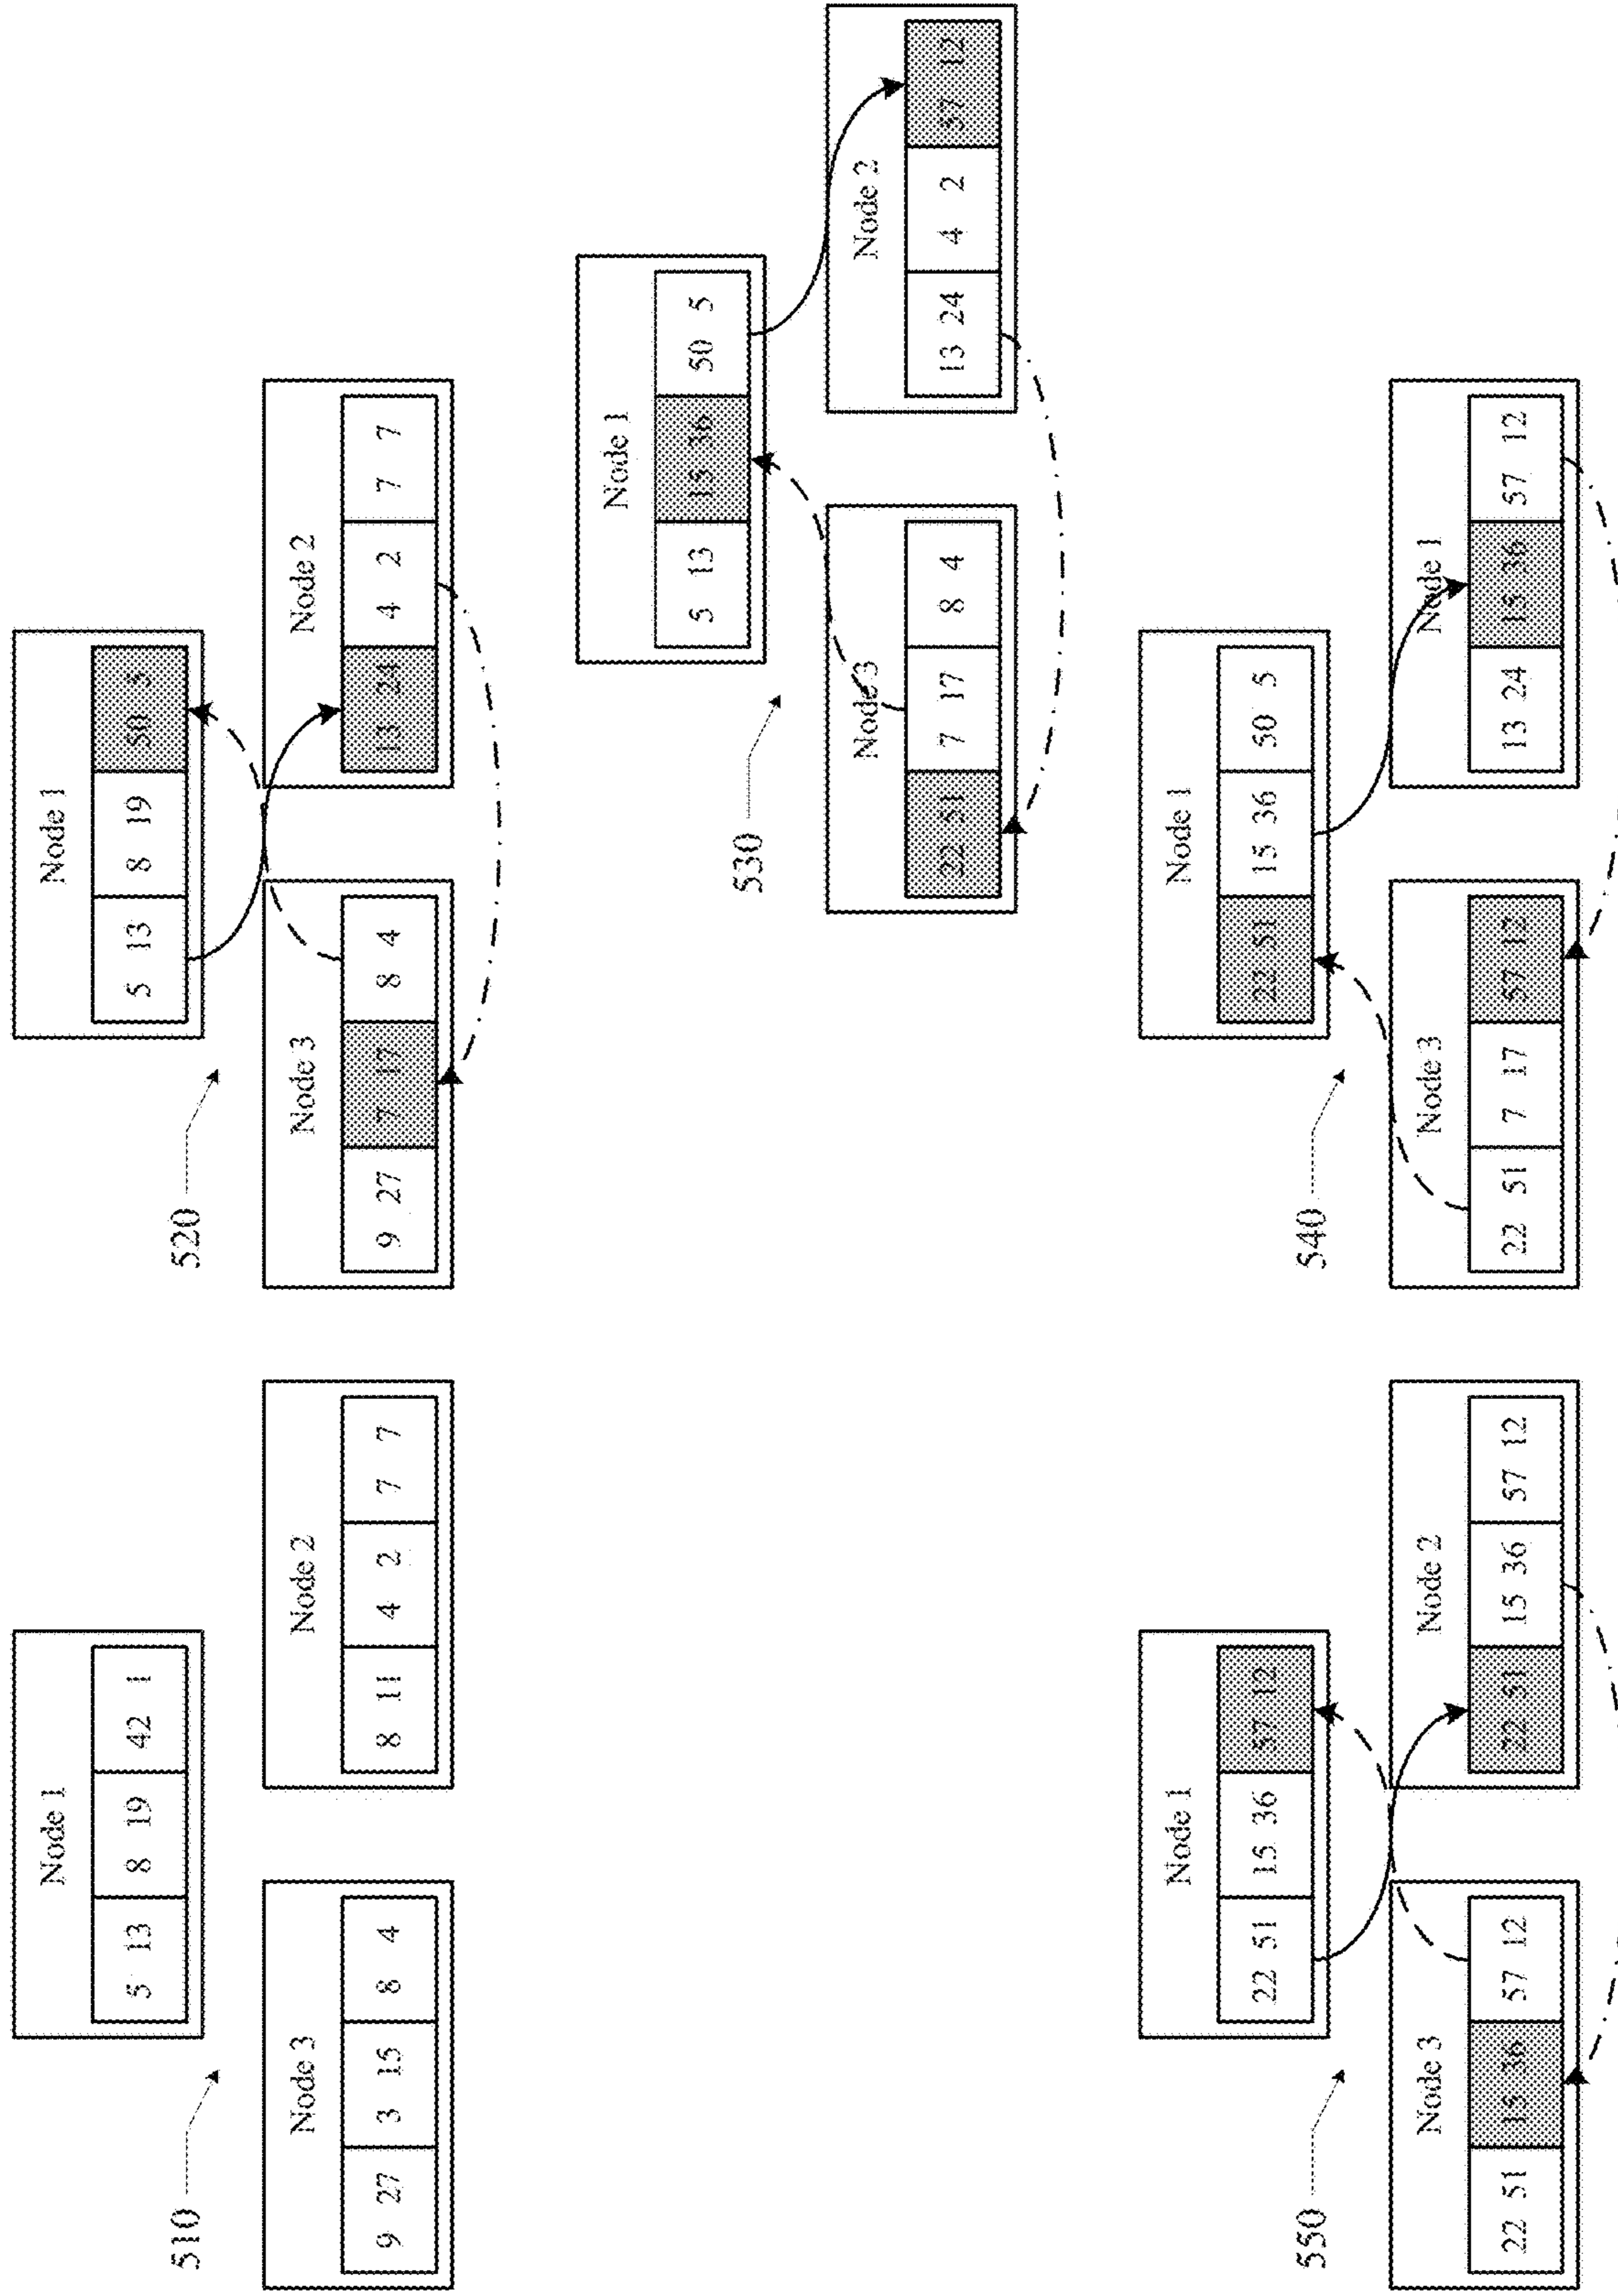 510
Node 1
5 13 8 19 42 1
Node 3
9 27 3 15 8 4
Node 2
8 11 4 2 7 7
520
Node 1
5 13 8 19 50 5
Node 3
9 27 7 17 8 4
Node 2
13 24 4 2 7 7
530
Node 1
5 13 15 36 50 5
Node 3
22 51 7 17 8 4
Node 2
13 24 4 2 57 12
550
Node 1
22 51 15 36 57 12
Node 3
22 51 15 36 57 12
Node 2
22 51 15 36 57 12
540
Node 1
22 51 15 36 50 5
Node 3
22 51 7 17 57 12
Node 1
13 24 15 36 57 12